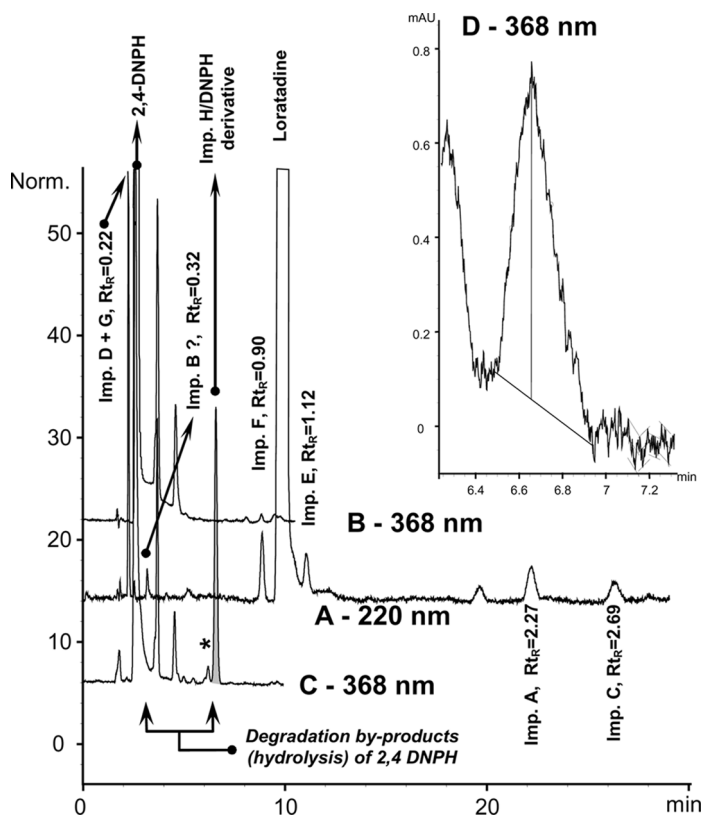 D - 368 nm
mAU
0.8
0.6
0.4
0.2
0
6.4
6.6
6.8
7
7.2
min
Norm.
50
40
30
20
10
0
0
10
20
min
2,4-DNPH
Imp. H/DNPH
derivative
Loratadine
Imp. D + G, RtR=0.22
Imp. B ?, RtR=0.32
Imp. F, RtR=0.90
Imp. E, RtR=1.12
B - 368 nm
A - 220 nm
*
C - 368 nm
Imp. A, RtR=2.27
Imp. C, RtR=2.69
Degradation by-products
(hydrolysis) of 2,4 DNPH